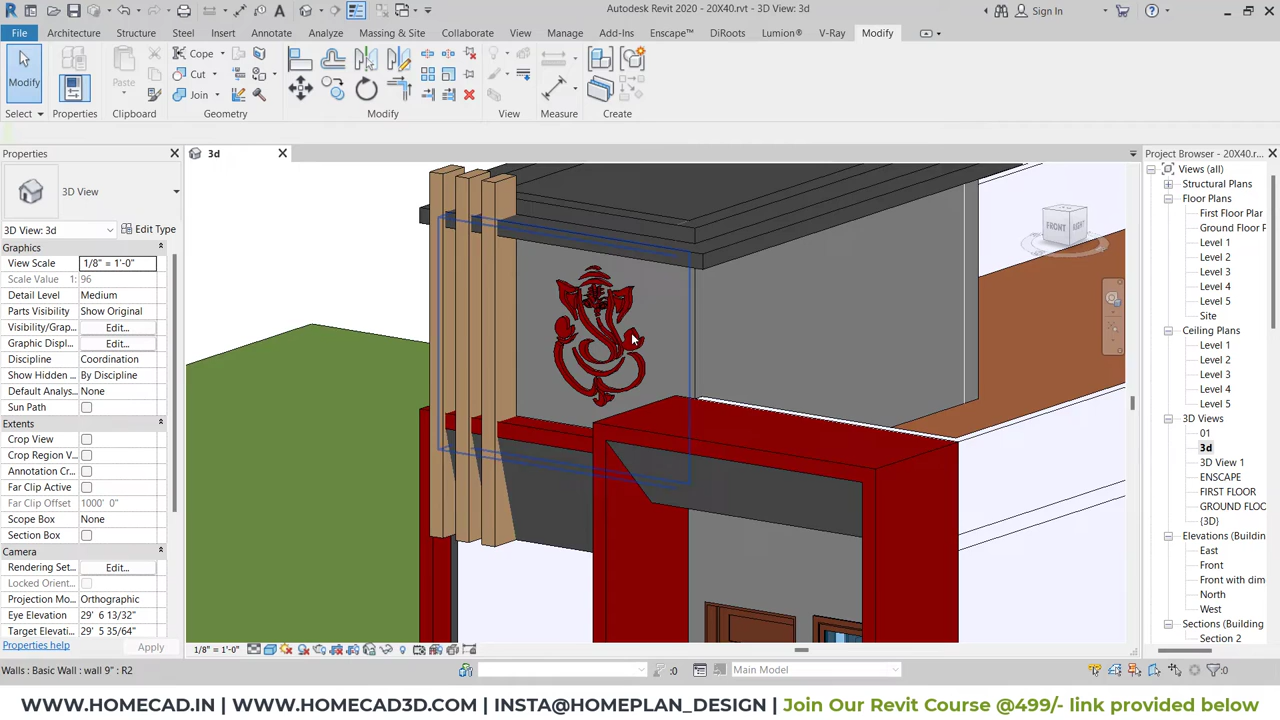 Autodesk Revit 2020 - 20X40.rvt - 3D View: 3d
Sign In
File Architecture Structure Steel Insert Annotate Analyze Massing & Site Collaborate View Manage Add-Ins Enscape™ DiRoots Lumion® V-Ray Modify
Modify Properties Paste Cope Cut Join
Select Properties Clipboard Geometry Modify View Measure Create
Properties
3D View
3D View: 3d Edit Type
Graphics
View Scale 1/8" = 1'-0"
Scale Value 1: 96
Detail Level Medium
Parts Visibility Show Original
Visibility/Grap... Edit...
Graphic Displ... Edit...
Discipline Coordination
Show Hidden ... By Discipline
Default Analys... None
Sun Path
Extents
Crop View
Crop Region V...
Annotation Cr...
Far Clip Active
Far Clip Offset 1000' 0"
Scope Box None
Section Box
Camera
Rendering Set... Edit...
Locked Orient...
Projection Mo... Orthographic
Eye Elevation 29' 6 13/32"
Target Elevati... 29' 5 35/64"
Properties help Apply
3d
FRONT RIGHT
Project Browser - 20X40.rvt
Views (all)
Structural Plans
Floor Plans
First Floor Plar
Ground Floor F
Level 1
Level 2
Level 3
Level 4
Level 5
Site
Ceiling Plans
Level 1
Level 2
Level 3
Level 4
Level 5
3D Views
01
3d
3D View 1
ENSCAPE
FIRST FLOOR
GROUND FLOO
{3D}
Elevations (Building
East
Front
Front with dim
North
West
Sections (Building
Section 2
1/8" = 1'-0"
Walls : Basic Wall : wall 9" : R2
:0
Main Model
:0
WWW.HOMECAD.IN | WWW.HOMECAD3D.COM | INSTA@HOMEPLAN_DESIGN | Join Our Revit Course @499/- link provided below